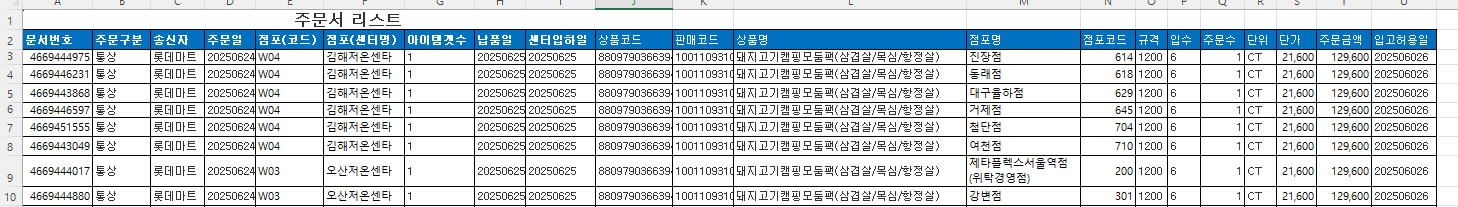 A B C D E F G H I J K L M N O P Q R S T U
1 주문서 리스트
2 문서번호 주문구분 송신자 주문일 점포(코드) 점포(센터명) 아이템갯수 납품일 센터입하일 상품코드 판매코드 상품명 점포명 점포코드 규격 입수 주문수 단위 단가 주문금액 입고허용일
3 4669444975 통상 롯데마트 20250624 W04 김해저온센타 1 20250625 20250625 880979036639 1001109310 돼지고기캠핑모둠팩(삼겹살/목심/항정살) 진장점 614 1200 6 1 CT 21,600 129,600 202506026
4 4669446231 통상 롯데마트 20250624 W04 김해저온센타 1 20250625 20250625 880979036639 1001109310 돼지고기캠핑모둠팩(삼겹살/목심/항정살) 동래점 618 1200 6 1 CT 21,600 129,600 202506026
5 4669443868 통상 롯데마트 20250624 W04 김해저온센타 1 20250625 20250625 880979036639 1001109310 돼지고기캠핑모둠팩(삼겹살/목심/항정살) 대구율하점 629 1200 6 1 CT 21,600 129,600 202506026
6 4669446597 통상 롯데마트 20250624 W04 김해저온센타 1 20250625 20250625 880979036639 1001109310 돼지고기캠핑모둠팩(삼겹살/목심/항정살) 거제점 645 1200 6 1 CT 21,600 129,600 202506026
7 4669451555 통상 롯데마트 20250624 W04 김해저온센타 1 20250625 20250625 880979036639 1001109310 돼지고기캠핑모둠팩(삼겹살/목심/항정살) 첨단점 704 1200 6 1 CT 21,600 129,600 202506026
8 4669443049 통상 롯데마트 20250624 W04 김해저온센타 1 20250625 20250625 880979036639 1001109310 돼지고기캠핑모둠팩(삼겹살/목심/항정살) 여천점 710 1200 6 1 CT 21,600 129,600 202506026
9 4669444017 통상 롯데마트 20250624 W03 오산저온센타 1 20250625 20250625 880979036639 1001109310 돼지고기캠핑모둠팩(삼겹살/목심/항정살) 제타플렉스서울역점 (위탁경영점) 200 1200 6 1 CT 21,600 129,600 202506026
10 4669444880 통상 롯데마트 20250624 W03 오산저온센타 1 20250625 20250625 880979036639 1001109310 돼지고기캠핑모둠팩(삼겹살/목심/항정살) 강변점 301 1200 6 1 CT 21,600 129,600 202506026